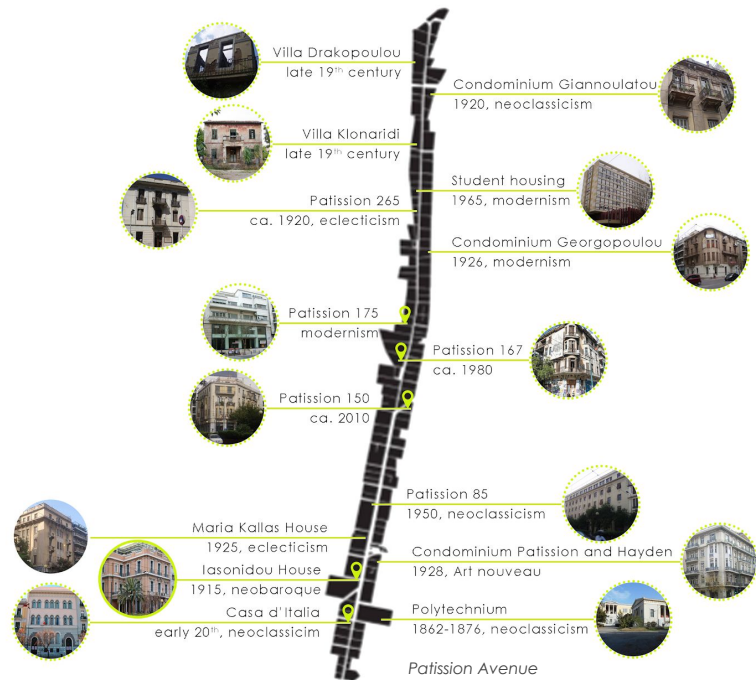 Villa Drakopoulou
late 19th century
Condominium Giannoulatou
1920, neoclassicism
Villa Klonaridi
late 19th century
Student housing
1965, modernism
Patission 265
ca. 1920, eclecticism
Condominium Georgopoulou
1926, modernism
Patission 175
modernism
Patission 167
ca. 1980
Patission 150
ca. 2010
Patission 85
1950, neoclassicism
Maria Kallas House
1925, eclecticism
Condominium Patission and Hayden
1928, Art nouveau
Iasonidou House
1915, neobaroque
Casa d'Italia
early 20th, neoclassicim
Polytechnium
1862-1876, neoclassicism
Patission Avenue